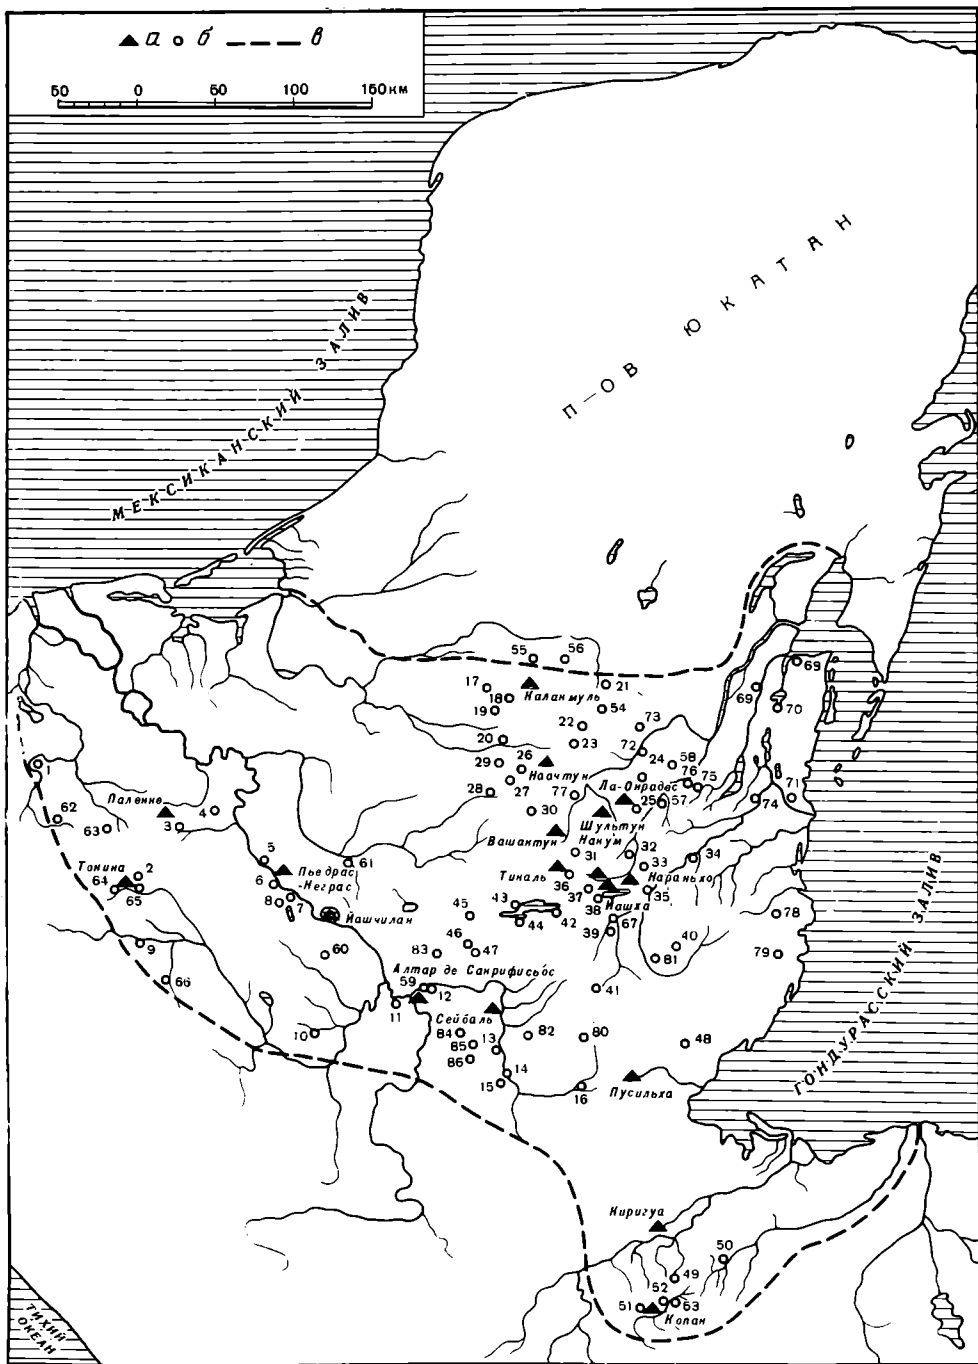 а б в
50 0 50 100 150 км
МЕКСИКАНСКИЙ ЗАЛИВ
П-ОВ ЮКАТАН
55 56
17 Калакмуль 21
18
19 54
69
69
70
22 73
20 23 72
29 26 24 58
76 75
Наачтун Ла-Онрадес
28 27 77 25 57 74 71
1
62 Паленке 4 30 Шультун
63 3 Вашантун Накум
31 32 34
5 61 33
Тонина 2 6 Пьедрас
-Неграс Тикаль 36 Наранньо
64 65 8 7 37 35
38 Йашха
Йашчилан 45 43 42 67 78
44 39
9 60 83 46 47 40 79
81
66 Алтар де Сакрифисьос
59 12 41
11
Сейбаль
10 84 13 82 80 48
85
86
14
15 16 Пусильха
ГОНДУРАССКИЙ ЗАЛИВ
Киригуа
50
49
52
51 63
Копан
ТИХИЙ
ОКЕАН